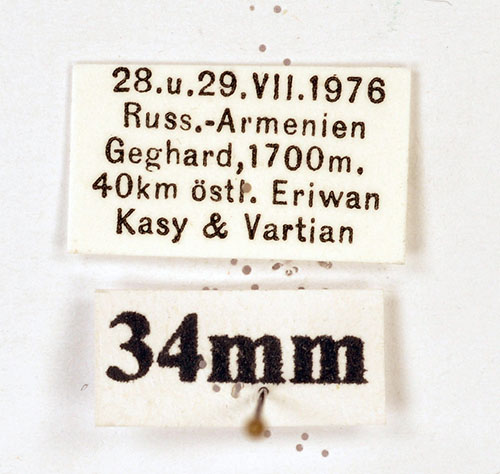 28.u.29.VII.1976
Russ.-Armenien
Geghard,1700m.
40km östl. Eriwan
Kasy & Vartian
34mm